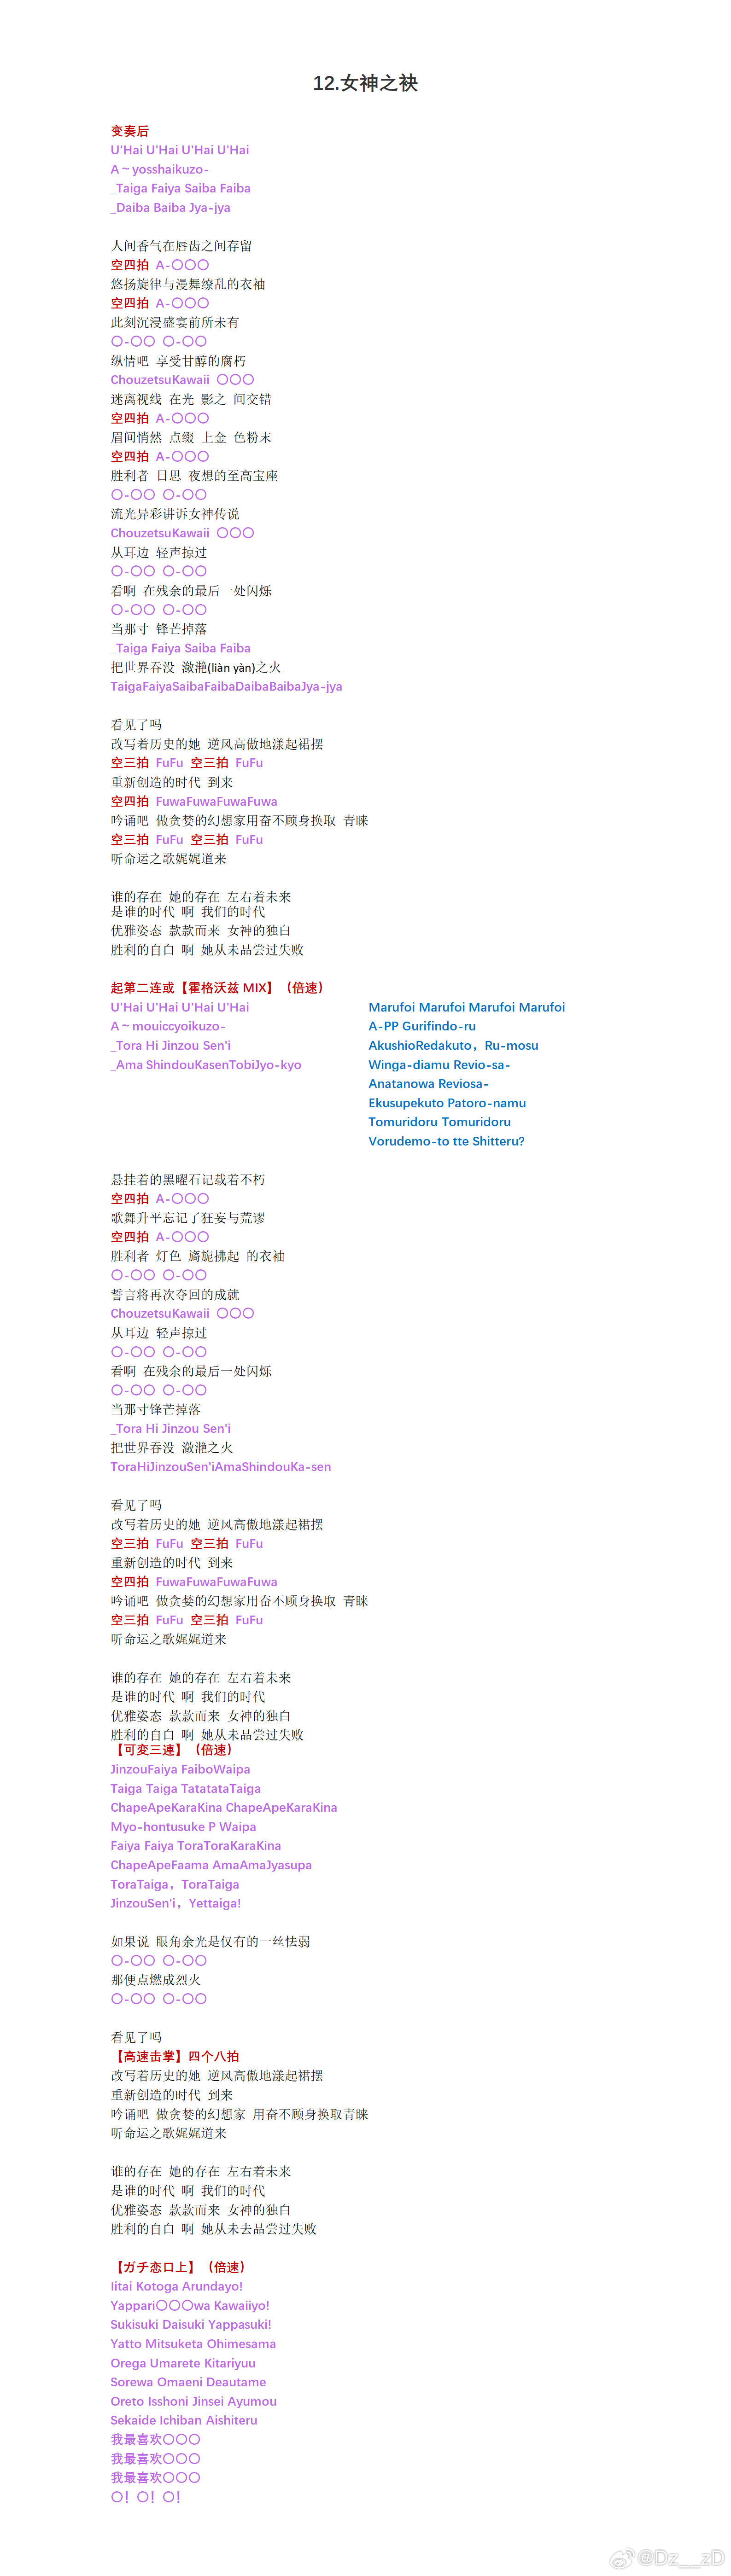 12.女神之袂
变奏后
U'Hai U'Hai U'Hai U'Hai
A～yosshaikuzo-
_Taiga Faiya Saiba Faiba
_Daiba Baiba Jya-jya
人间香气在唇齿之间存留
空四拍 A-〇〇〇
悠扬旋律与漫舞缭乱的衣袖
空四拍 A-〇〇〇
此刻沉浸盛宴前所未有
〇-〇〇 〇-〇〇
纵情吧 享受甘醇的腐朽
ChouzetsuKawaii 〇〇〇
迷离视线 在光 影之 间交错
空四拍 A-〇〇〇
眉间悄然 点缀 上金 色粉末
空四拍 A-〇〇〇
胜利者 日思 夜想的至高宝座
〇-〇〇 〇-〇〇
流光异彩讲诉女神传说
ChouzetsuKawaii 〇〇〇
从耳边 轻声掠过
〇-〇〇 〇-〇〇
看啊 在残余的最后一处闪烁
〇-〇〇 〇-〇〇
当那寸 锋芒掉落
_Taiga Faiya Saiba Faiba
把世界吞没 潋滟(liàn yàn)之火
TaigaFaiyaSaibaFaibaDaibaBaibaJya-jya
看见了吗
改写着历史的她 逆风高傲地漾起裙摆
空三拍 FuFu 空三拍 FuFu
重新创造的时代 到来
空四拍 FuwaFuwaFuwaFuwa
吟诵吧 做贪婪的幻想家用奋不顾身换取 青睐
空三拍 FuFu 空三拍 FuFu
听命运之歌娓娓道来
谁的存在 她的存在 左右着未来
是谁的时代 啊 我们的时代
优雅姿态 款款而来 女神的独白
胜利的自白 啊 她从未品尝过失败
起第二连或【霍格沃兹 MIX】（倍速）
U'Hai U'Hai U'Hai U'Hai
A～mouiccyoikuzo-
_Tora Hi Jinzou Sen'i
_Ama ShindouKasenTobiJyo-kyo
Marufoi Marufoi Marufoi Marufoi
A-PP Gurifindo-ru
AkushioRedakuto，Ru-mosu
Winga-diamu Revio-sa-
Anatanowa Reviosa-
Ekusupekuto Patoro-namu
Tomuridoru Tomuridoru
Vorudemo-to tte Shitteru?
悬挂着的黑曜石记载着不朽
空四拍 A-〇〇〇
歌舞升平忘记了狂妄与荒谬
空四拍 A-〇〇〇
胜利者 灯色 旖旎拂起 的衣袖
〇-〇〇 〇-〇〇
誓言将再次夺回的成就
ChouzetsuKawaii 〇〇〇
从耳边 轻声掠过
〇-〇〇 〇-〇〇
看啊 在残余的最后一处闪烁
〇-〇〇 〇-〇〇
当那寸锋芒掉落
_Tora Hi Jinzou Sen'i
把世界吞没 潋滟之火
ToraHiJinzouSen'iAmaShindouKa-sen
看见了吗
改写着历史的她 逆风高傲地漾起裙摆
空三拍 FuFu 空三拍 FuFu
重新创造的时代 到来
空四拍 FuwaFuwaFuwaFuwa
吟诵吧 做贪婪的幻想家用奋不顾身换取 青睐
空三拍 FuFu 空三拍 FuFu
听命运之歌娓娓道来
谁的存在 她的存在 左右着未来
是谁的时代 啊 我们的时代
优雅姿态 款款而来 女神的独白
胜利的自白 啊 她从未品尝过失败
【可变三連】（倍速）
JinzouFaiya FaiboWaipa
Taiga Taiga TatatataTaiga
ChapeApeKaraKina ChapeApeKaraKina
Myo-hontusuke P Waipa
Faiya Faiya ToraToraKaraKina
ChapeApeFaama AmaAmaJyasupa
ToraTaiga，ToraTaiga
JinzouSen'i，Yettaiga!
如果说 眼角余光是仅有的一丝怯弱
〇-〇〇 〇-〇〇
那便点燃成烈火
〇-〇〇 〇-〇〇
看见了吗
【高速击掌】四个八拍
改写着历史的她 逆风高傲地漾起裙摆
重新创造的时代 到来
吟诵吧 做贪婪的幻想家 用奋不顾身换取青睐
听命运之歌娓娓道来
谁的存在 她的存在 左右着未来
是谁的时代 啊 我们的时代
优雅姿态 款款而来 女神的独白
胜利的自白 啊 她从未去品尝过失败
【ガチ恋口上】（倍速）
Iitai Kotoga Arundayo!
Yappari〇〇〇wa Kawaiiyo!
Sukisuki Daisuki Yappasuki!
Yatto Mitsuketa Ohimesama
Orega Umarete Kitariyuu
Sorewa Omaeni Deautame
Oreto Isshoni Jinsei Ayumou
Sekaide Ichiban Aishiteru
我最喜欢〇〇〇
我最喜欢〇〇〇
我最喜欢〇〇〇
〇！〇！〇！
@Dz__zD